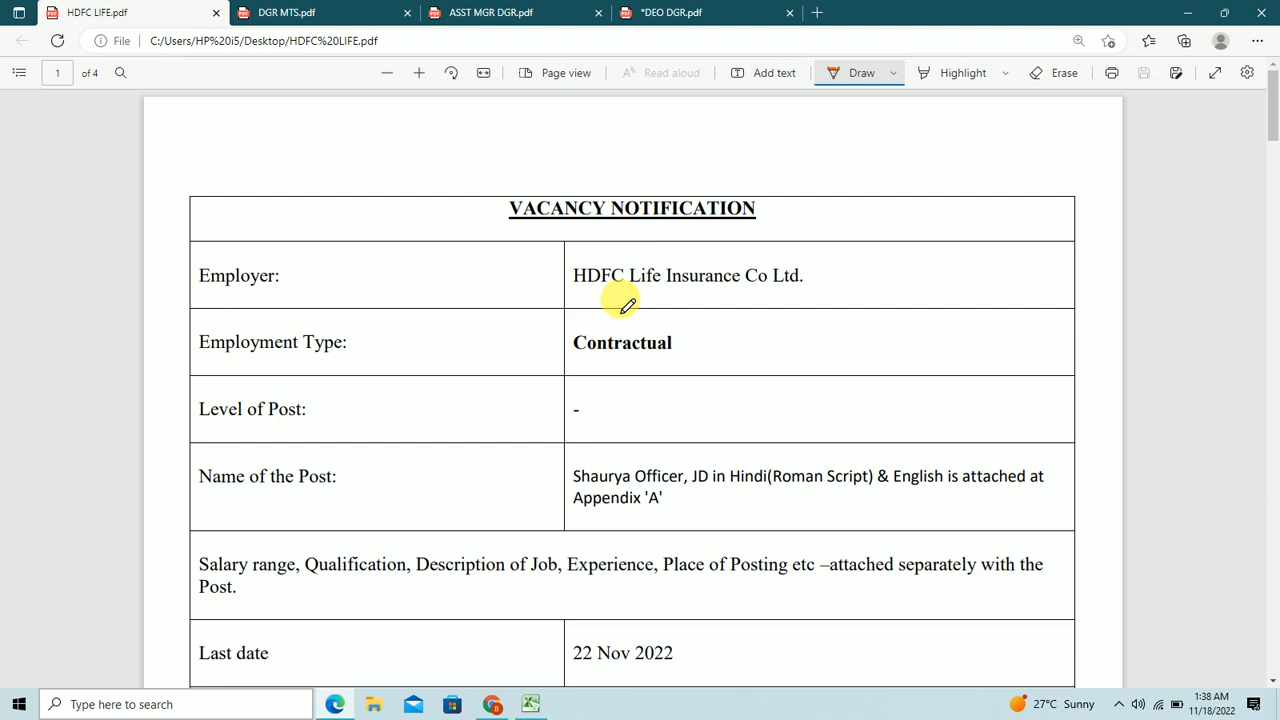 HDFC LIFE.pdf
DGR MTS.pdf
ASST MGR DGR.pdf
*DEO DGR.pdf
File
C:/Users/HP%20i5/Desktop/HDFC%20LIFE.pdf
1 of 4
Page view
Read aloud
Add text
Draw
Highlight
Erase
VACANCY NOTIFICATION
Employer:
HDFC Life Insurance Co Ltd.
Employment Type:
Contractual
Level of Post:
-
Name of the Post:
Shaurya Officer, JD in Hindi(Roman Script) & English is attached at
Appendix 'A'
Salary range, Qualification, Description of Job, Experience, Place of Posting etc –attached separately with the
Post.
Last date
22 Nov 2022
Type here to search
27°C Sunny
1:38 AM
11/18/2022